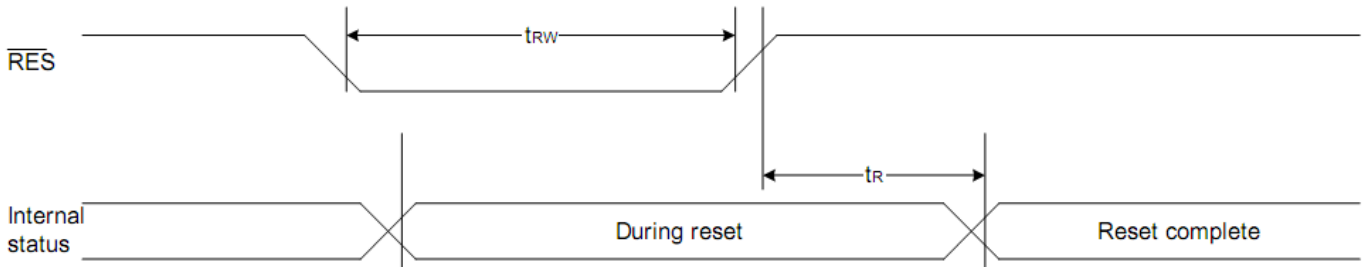 tRW
RES
tR
Internal
status
During reset
Reset complete